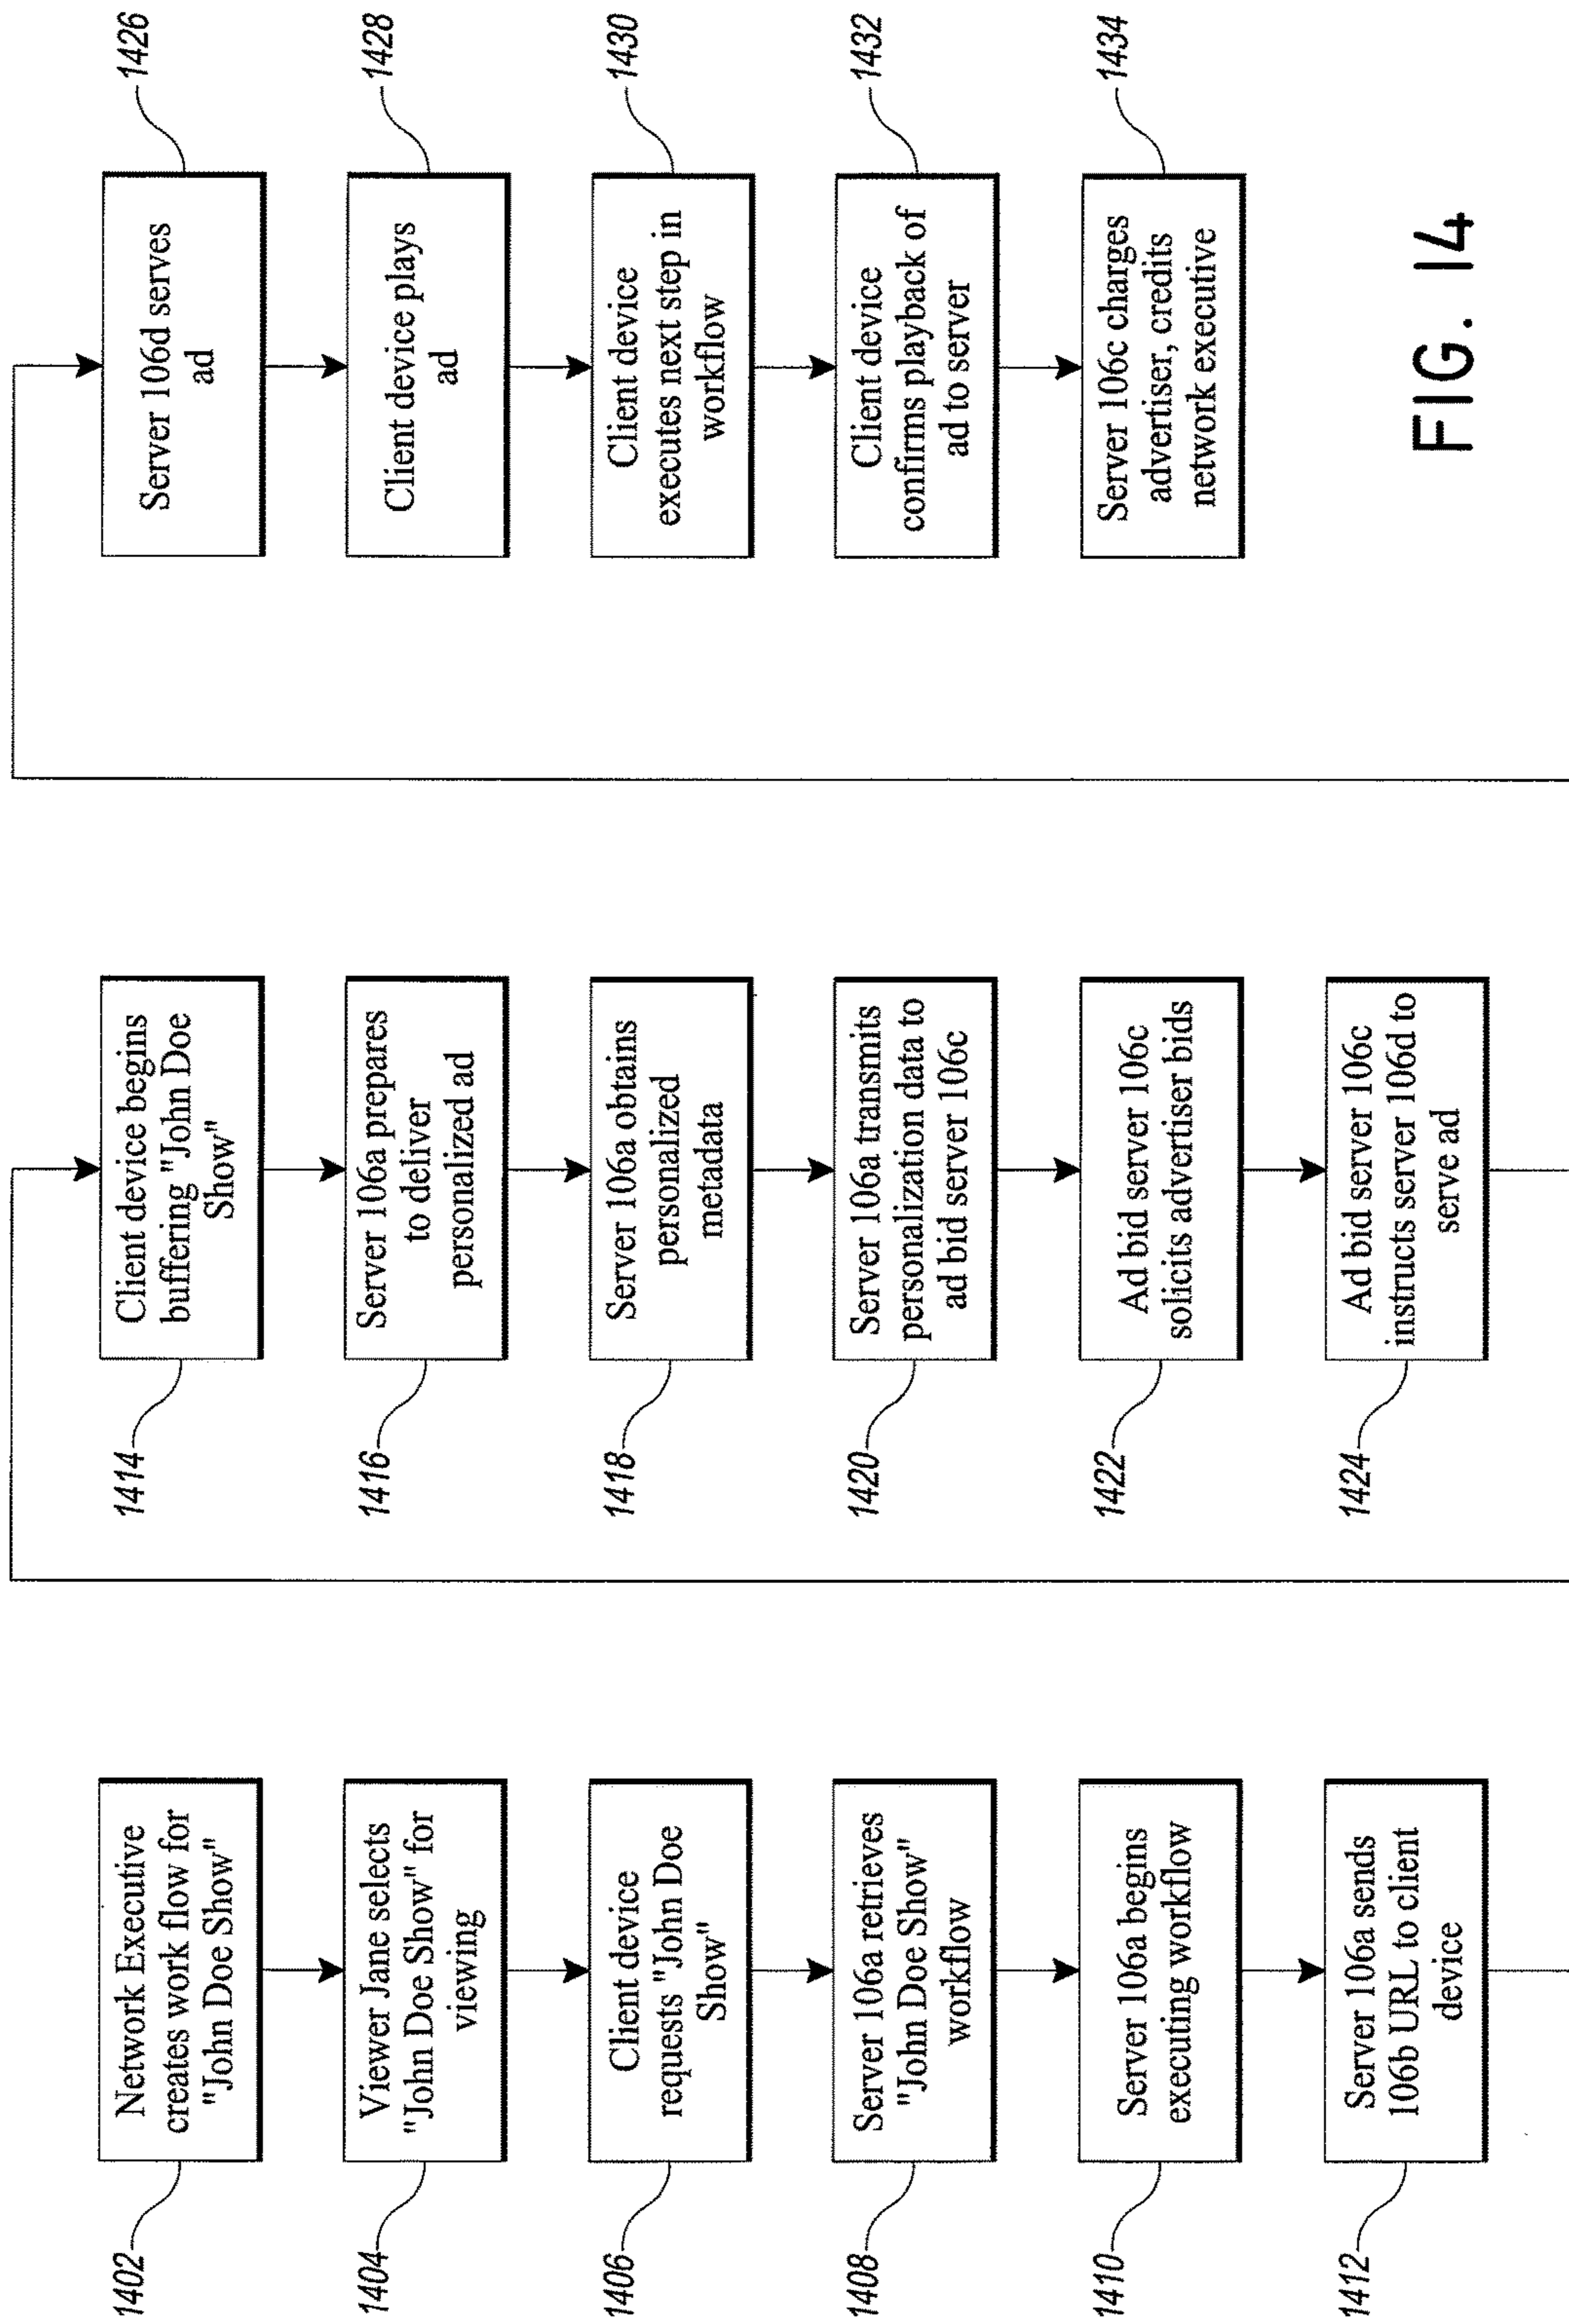 1402
Network Executive
creates work flow for
"John Doe Show"
1404
Viewer Jane selects
"John Doe Show" for
viewing
1406
Client device
requests "John Doe
Show"
1408
Server 106a retrieves
"John Doe Show"
workflow
1410
Server 106a begins
executing workflow
1412
Server 106a sends
106b URL to client
device
1414
Client device begins
buffering "John Doe
Show"
1416
Server 106a prepares
to deliver
personalized ad
1418
Server 106a obtains
personalized
metadata
1420
Server 106a transmits
personalization data to
ad bid server 106c
1422
Ad bid server 106c
solicits advertiser bids
1424
Ad bid server 106c
instructs server 106d to
serve ad
1426
Server 106d serves
ad
1428
Client device plays
ad
1430
Client device
executes next step in
workflow
1432
Client device
confirms playback of
ad to server
1434
Server 106c charges
advertiser, credits
network executive
FIG. 14